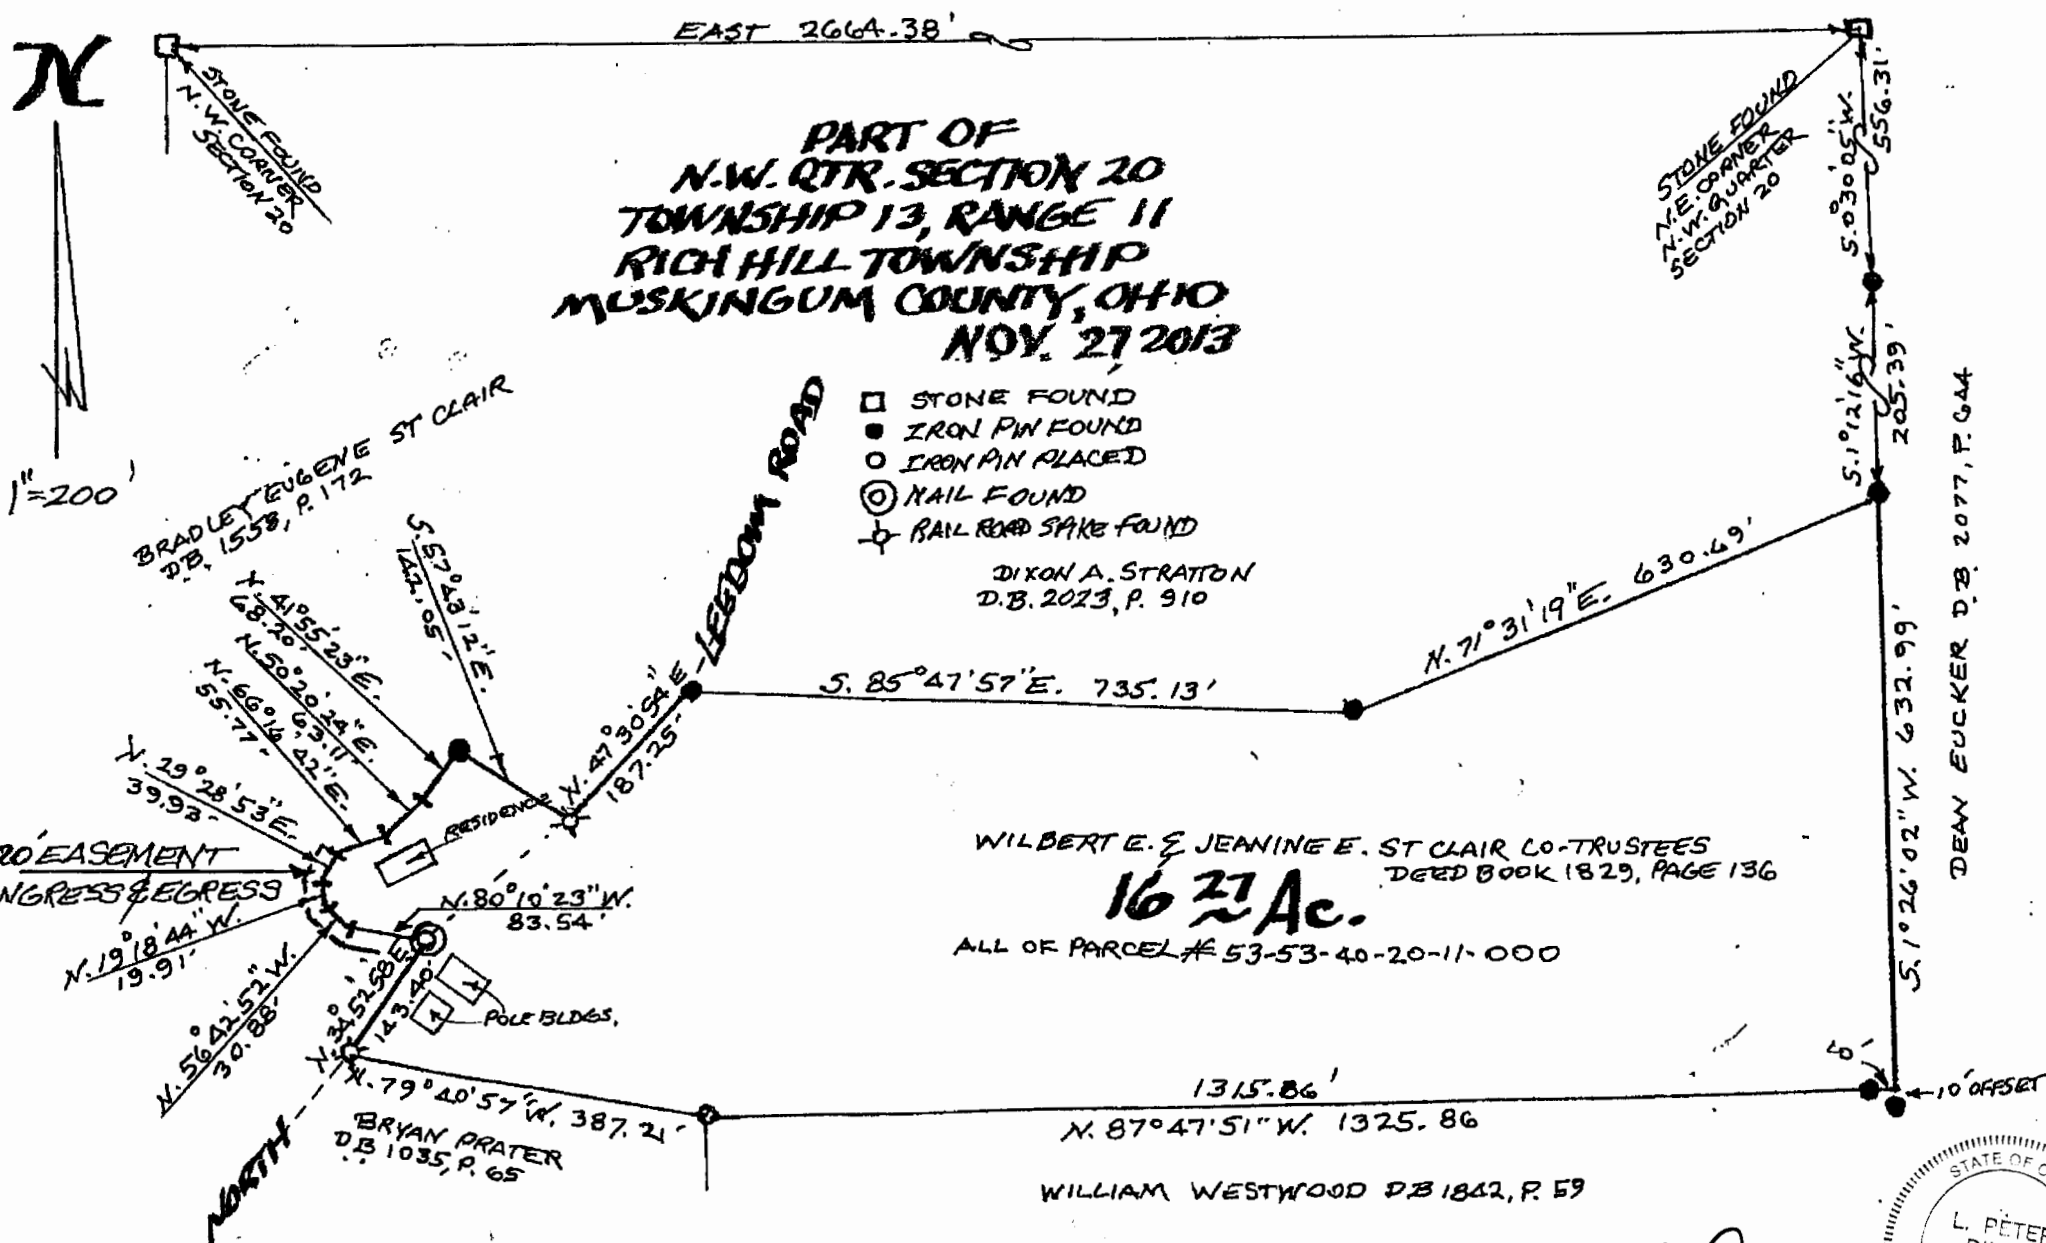 N
1"=200'
EAST 2664.38'
STONE FOUND
N.W. CORNER
SECTION 20
STONE FOUND
N.E. CORNER
N.W. QUARTER
SECTION 20
S.0°30'05"W.
556.31'
S.1°12'16"W.
205.39'
PART OF
N.W. QTR. SECTION 20
TOWNSHIP 13, RANGE 11
RICH HILL TOWNSHIP
MUSKINGUM COUNTY, OHIO
NOV. 27, 2013
STONE FOUND
IRON PIN FOUND
IRON PIN PLACED
NAIL FOUND
RAIL ROAD SPIKE FOUND
DIXON A. STRATTON
D.B. 2023, P. 910
BRADLEY EUGENE ST CLAIR
D.B. 1558, P. 172
LEEDOM ROAD
DEAN EUCKER D.B. 2077, P. 644
N. 71°31'19"E. 630.49'
S. 85°47'57"E. 735.13'
S.57°43'12"E.
142.05'
N. 41°55'23"E.
68.20'
N. 50°20'24"E.
63.11'
N. 66°16'42"E.
55.77'
N. 29°28'53"E.
39.93'
N. 47°30'54"E
187.25'
RESIDENCE
20' EASEMENT
INGRESS & EGRESS
N. 80°10'23"W.
83.54'
N. 19°18'44"W.
19.91'
N. 56°42'52"W.
30.88'
N. 34°52'58"E.
143.40'
POLE BLDGS.
WILBERT E. & JEANINE E. ST CLAIR CO-TRUSTEES
DEED BOOK 1829, PAGE 136
16 27 Ac.
ALL OF PARCEL # 53-53-40-20-11-000
S. 1°26'02"W. 632.99'
10' OFFSET
N. 79°40'57"W. 387.21'
1315.86'
N. 87°47'51"W. 1325.86
BRYAN PRATER
DB 1035, P. 65
NORTH
WILLIAM WESTWOOD DB 1842, P. 59
STATE OF O
L. PETER